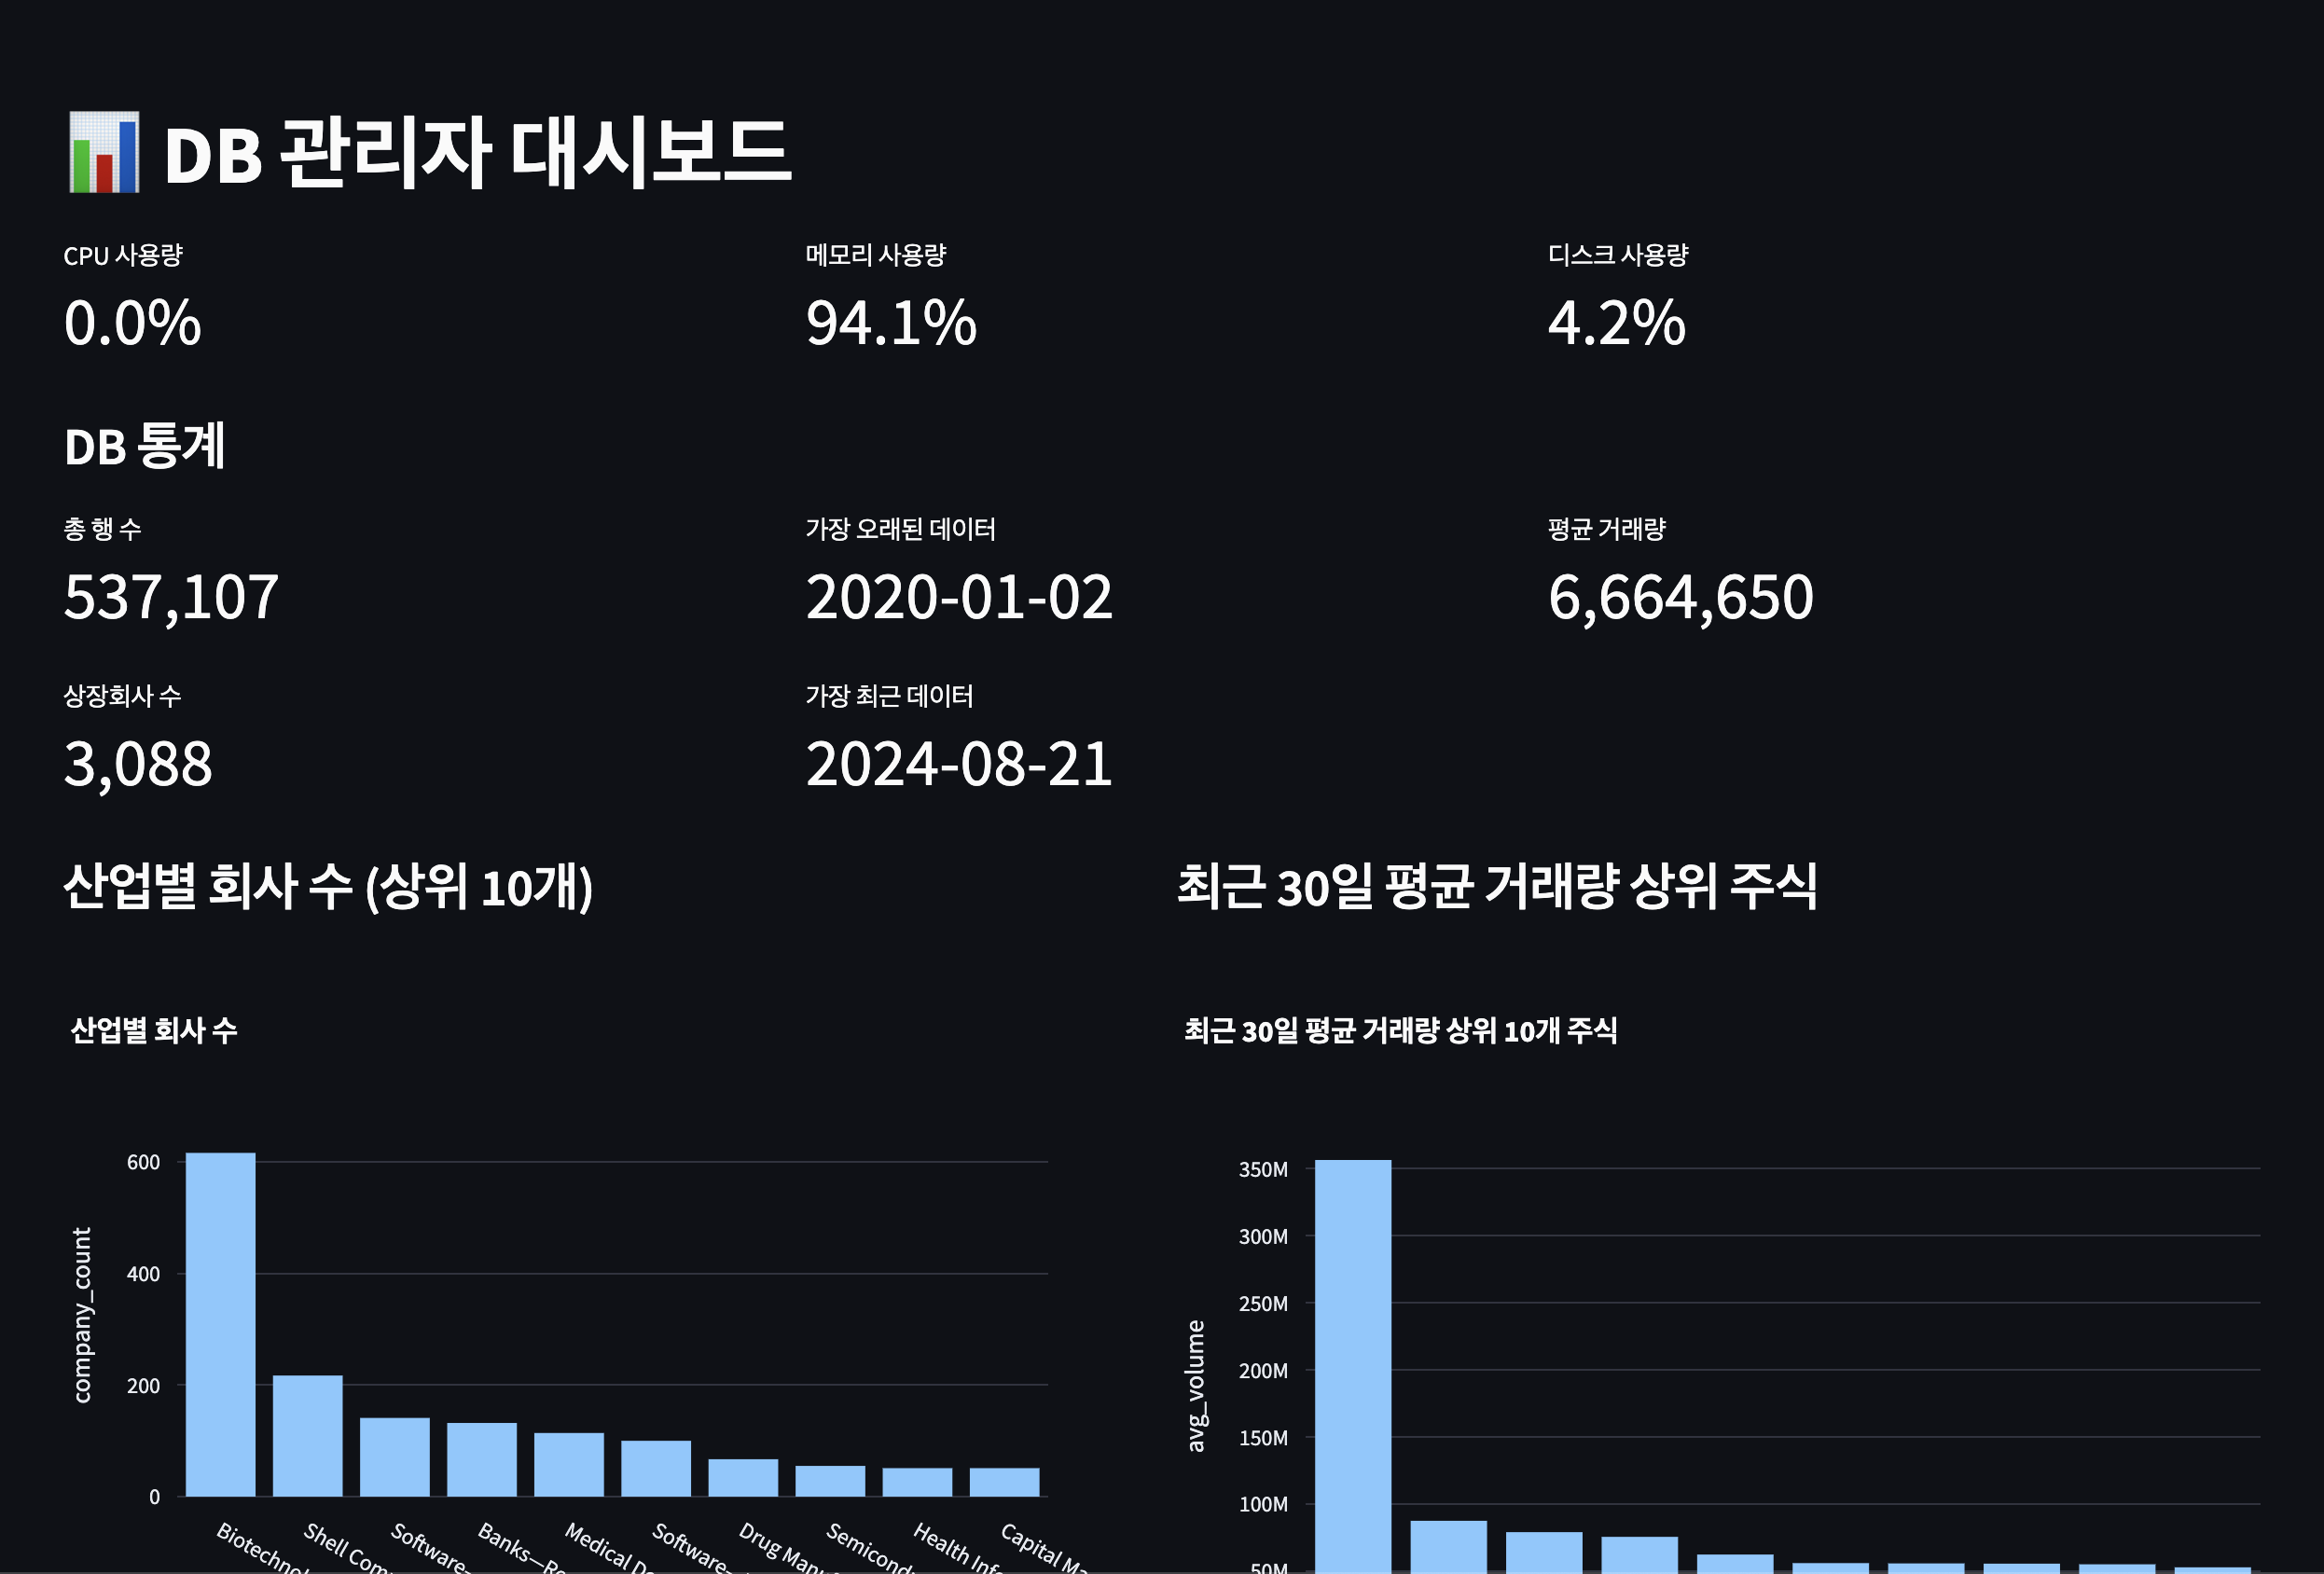 DB 관리자 대시보드
CPU 사용량
0.0%
메모리 사용량
94.1%
디스크 사용량
4.2%
DB 통계
총 행 수
537,107
가장 오래된 데이터
2020-01-02
평균 거래량
6,664,650
상장회사 수
3,088
가장 최근 데이터
2024-08-21
산업별 회사 수 (상위 10개)
산업별 회사 수
company_count
600
400
200
0
Shell
Software—
Medical
Software—
Drug
Health
Capital
최근 30일 평균 거래량 상위 주식
최근 30일 평균 거래량 상위 10개 주식
avg_volume
350M
300M
250M
200M
150M
100M
50M